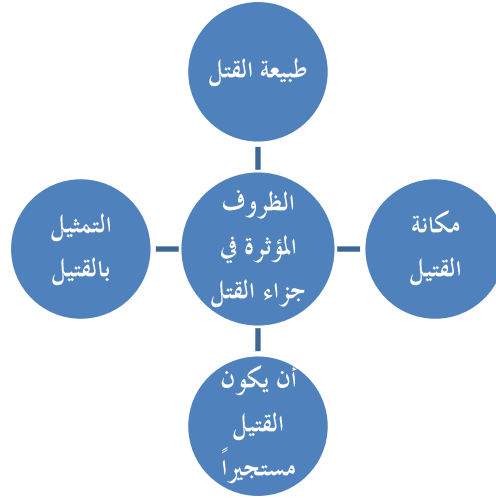 طبيعة القتل
الظروف
المؤثرة في
جزاء القتل
مكانة
القتيل
التمثيل
بالقتيل
أن يكون
القتيل
مستجيراً